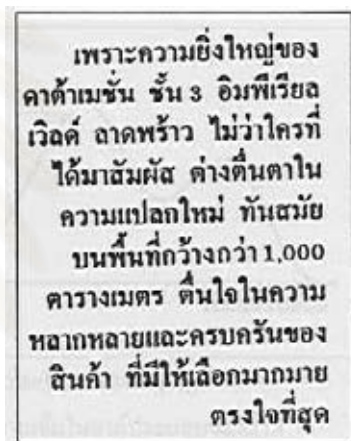 เพราะความยิ่งใหญ่ของ
ดาต้าเมชั่น ชั้น 3 อิมพีเรียล
เวิลด์ ลาดพร้าว ไม่ว่าใครที่
ได้มาสัมผัส ต่างตื่นตาใน
ความแปลกใหม่ ทันสมัย
บนพื้นที่กว้างกว่า 1,000
ตารางเมตร ตื่นใจในความ
หลากหลายและครบครันของ
สินค้า ที่มีให้เลือกมากมาย
ตรงใจที่สุด